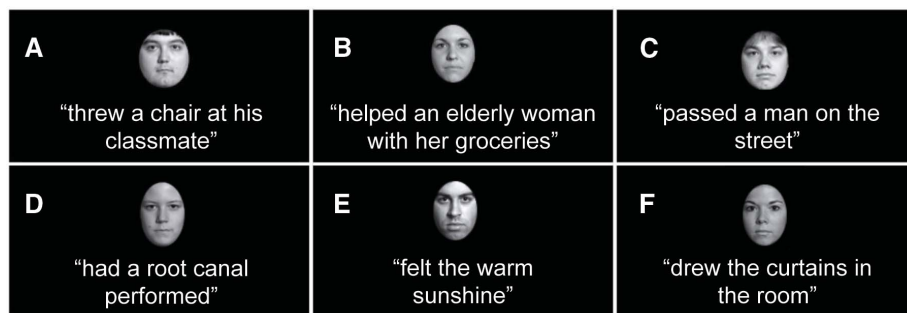 A
“threw a chair at his
classmate”
B
“helped an elderly woman
with her groceries”
C
“passed a man on the
street”
D
“had a root canal
performed”
E
“felt the warm
sunshine”
F
“drew the curtains in
the room”